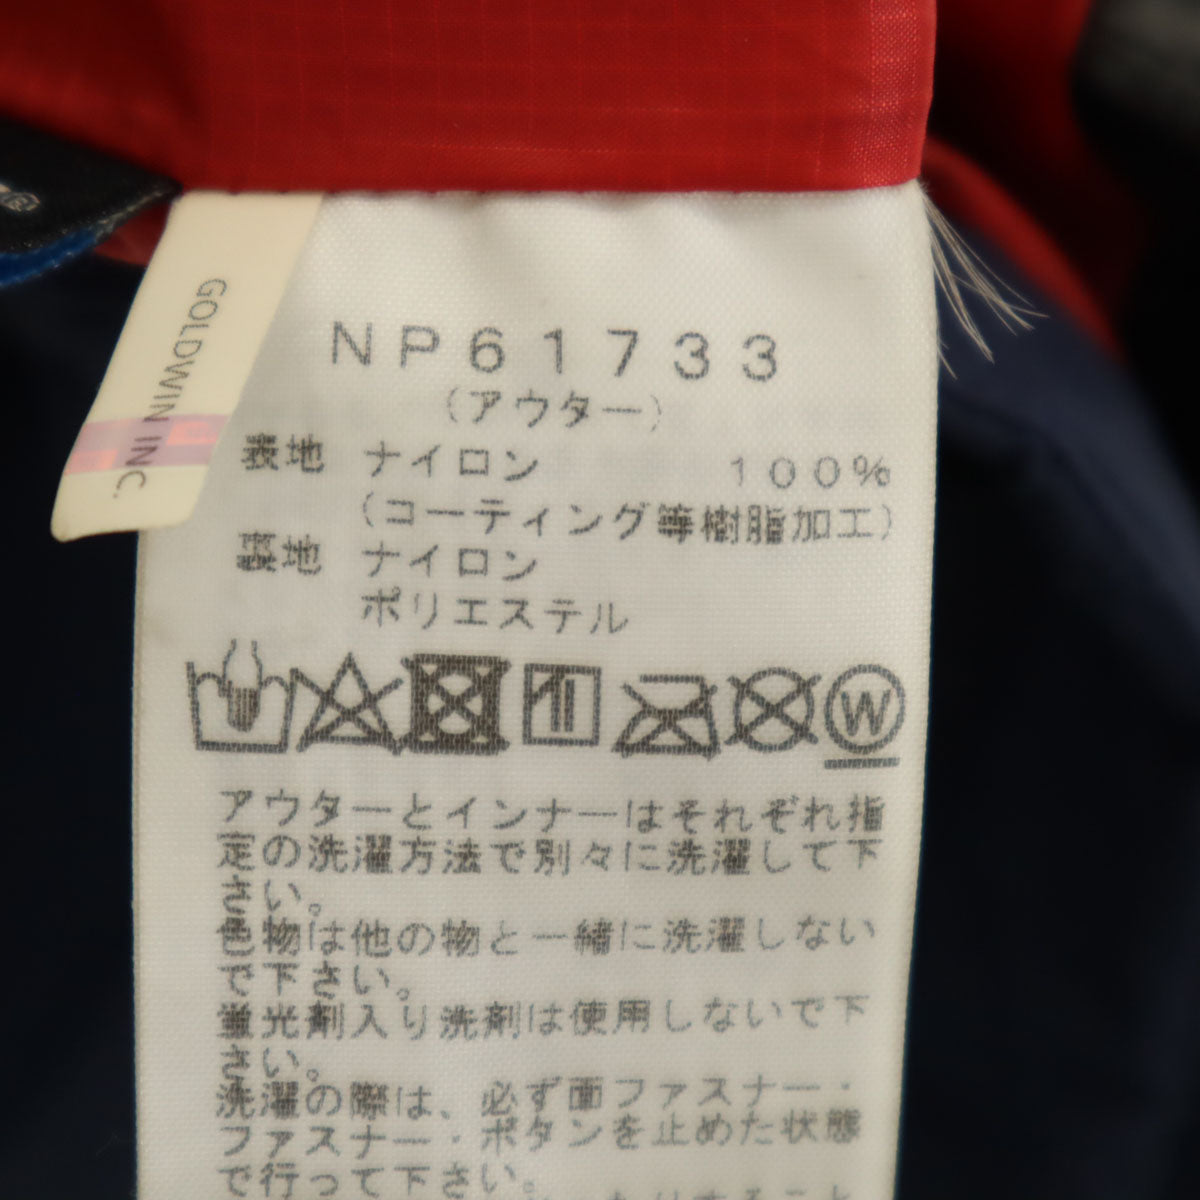 GOLDWIN INC.
NP61733
(アウター)
表地 ナイロン 100%
(コーティング等樹脂加工)
裏地 ナイロン
ポリエステル
W
アウターとインナーはそれぞれ指
定の洗濯方法で別々に洗濯して下
さい。
色物は他の物と一緒に洗濯しない
で下さい。
蛍光剤入り洗剤は使用しないで下
さい。
洗濯の際は、必ず面ファスナー・
ファスナー・ボタンを止めた状態
で行って下さい。